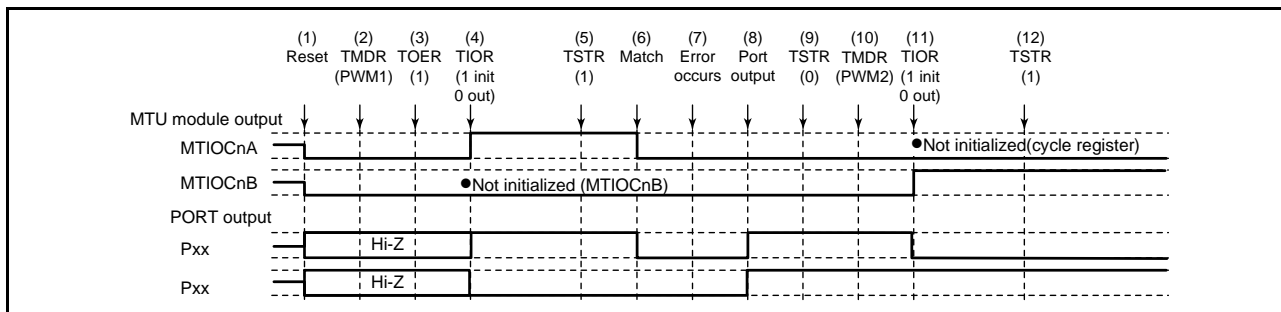 (1) (2) (3) (4) (5) (6) (7) (8) (9) (10) (11) (12)
Reset TMDR TOER TIOR TSTR Match Error Port TSTR TMDR TIOR TSTR
(PWM1) (1) (1 init (1) occurs output (0) (PWM2) (1 init (1)
0 out) 0 out)
MTU module output
MTIOCnA ●Not initialized(cycle register)
MTIOCnB ●Not initialized (MTIOCnB)
PORT output
Pxx Hi-Z
Pxx Hi-Z